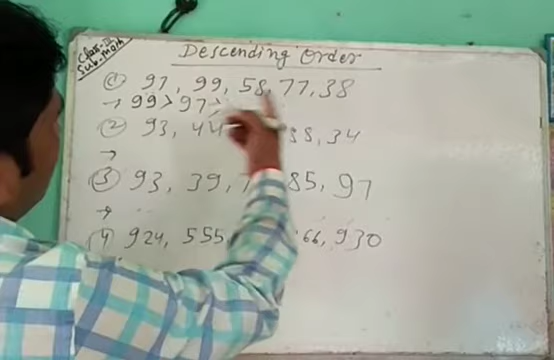 Class-III
Sub-Math
Descending Order
① 97, 99, 58, 77, 38
→ 99>97>
② 93, 44 38, 34
→
③ 93, 39, 85, 97
→
④ 924, 555 66, 930